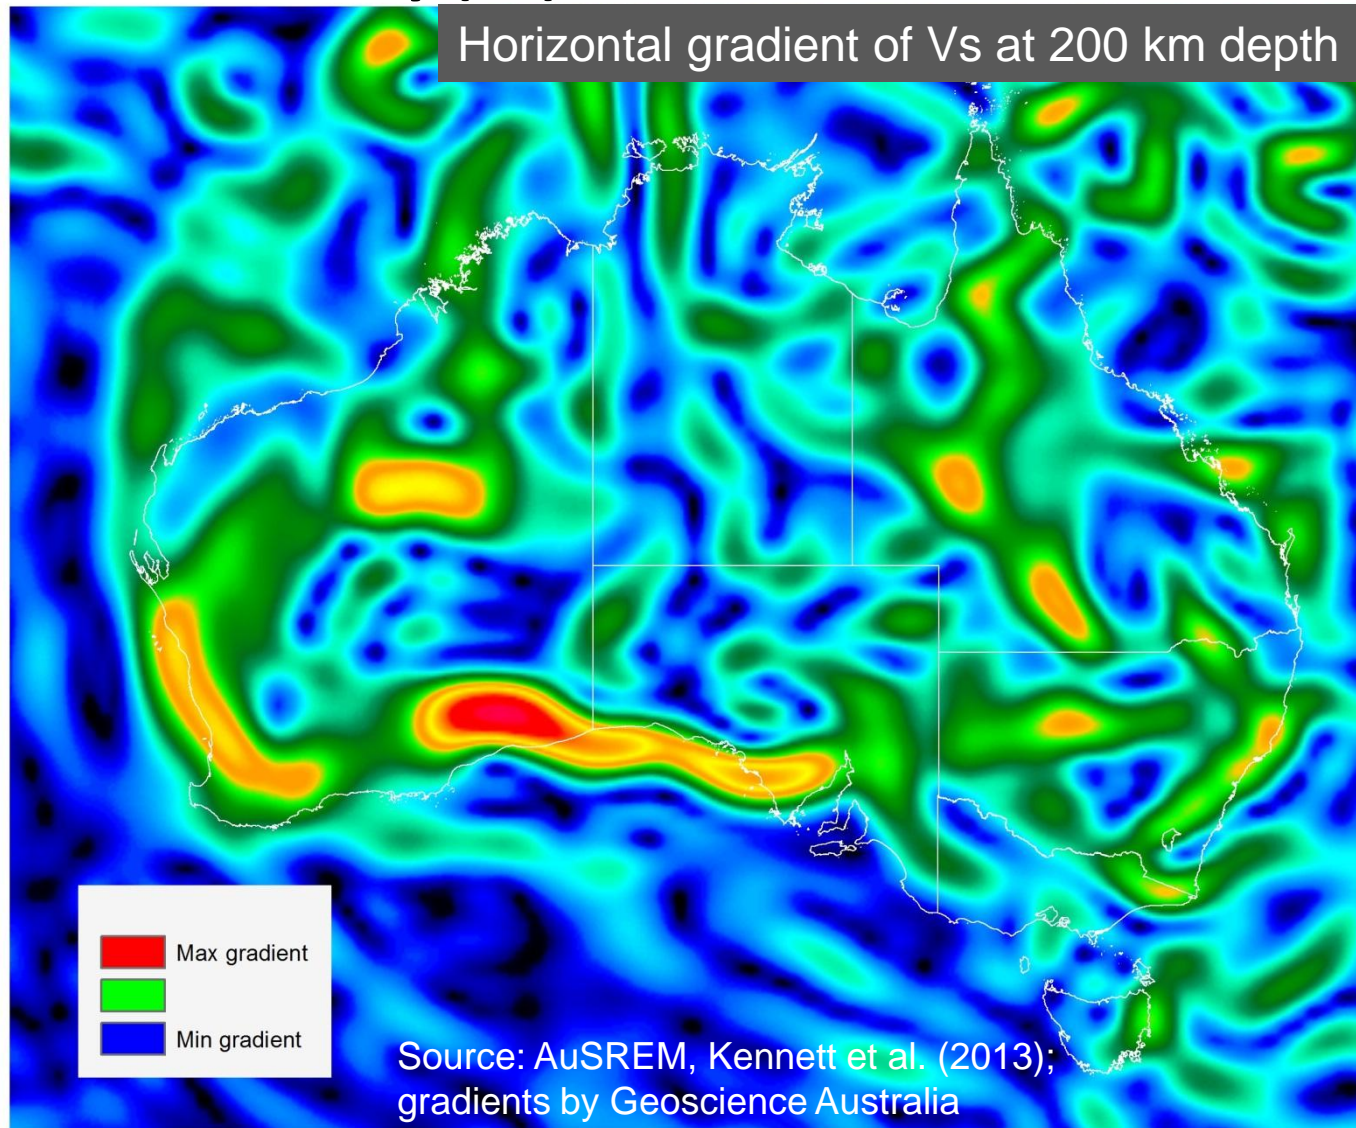 Horizontal gradient of Vs at 200 km depth
Max gradient
Min gradient
Source: AuSREM, Kennett et al. (2013);
gradients by Geoscience Australia